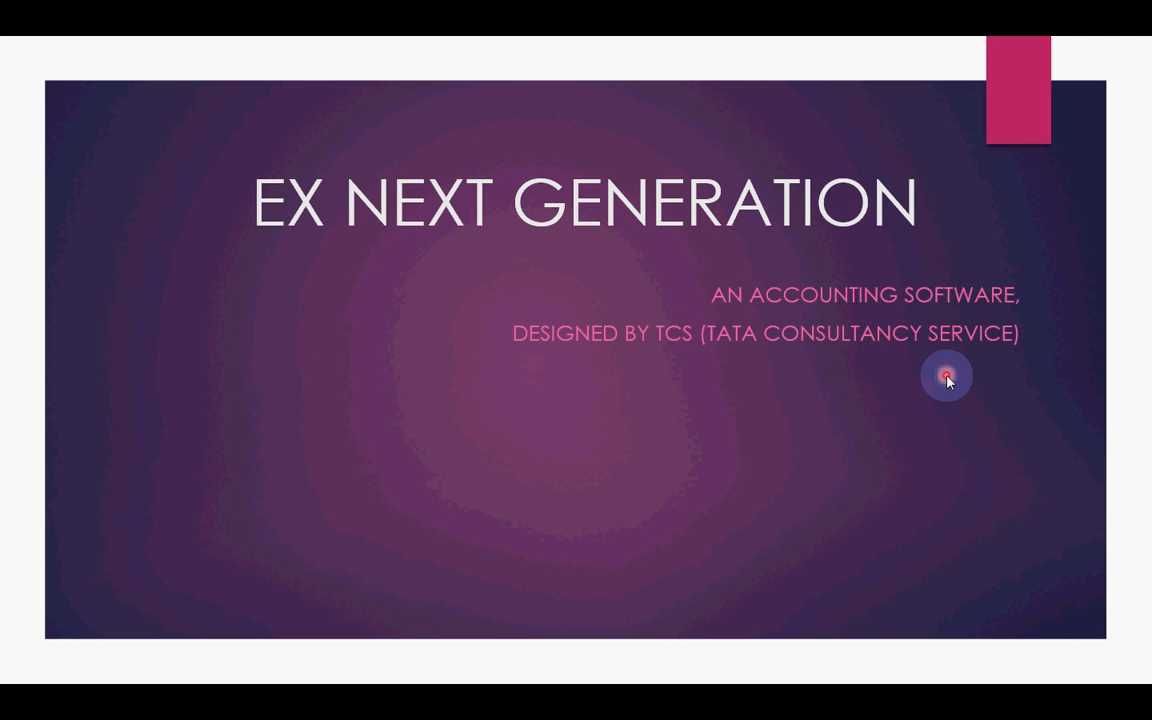 EX NEXT GENERATION
AN ACCOUNTING SOFTWARE,
DESIGNED BY TCS (TATA CONSULTANCY SERVICE)